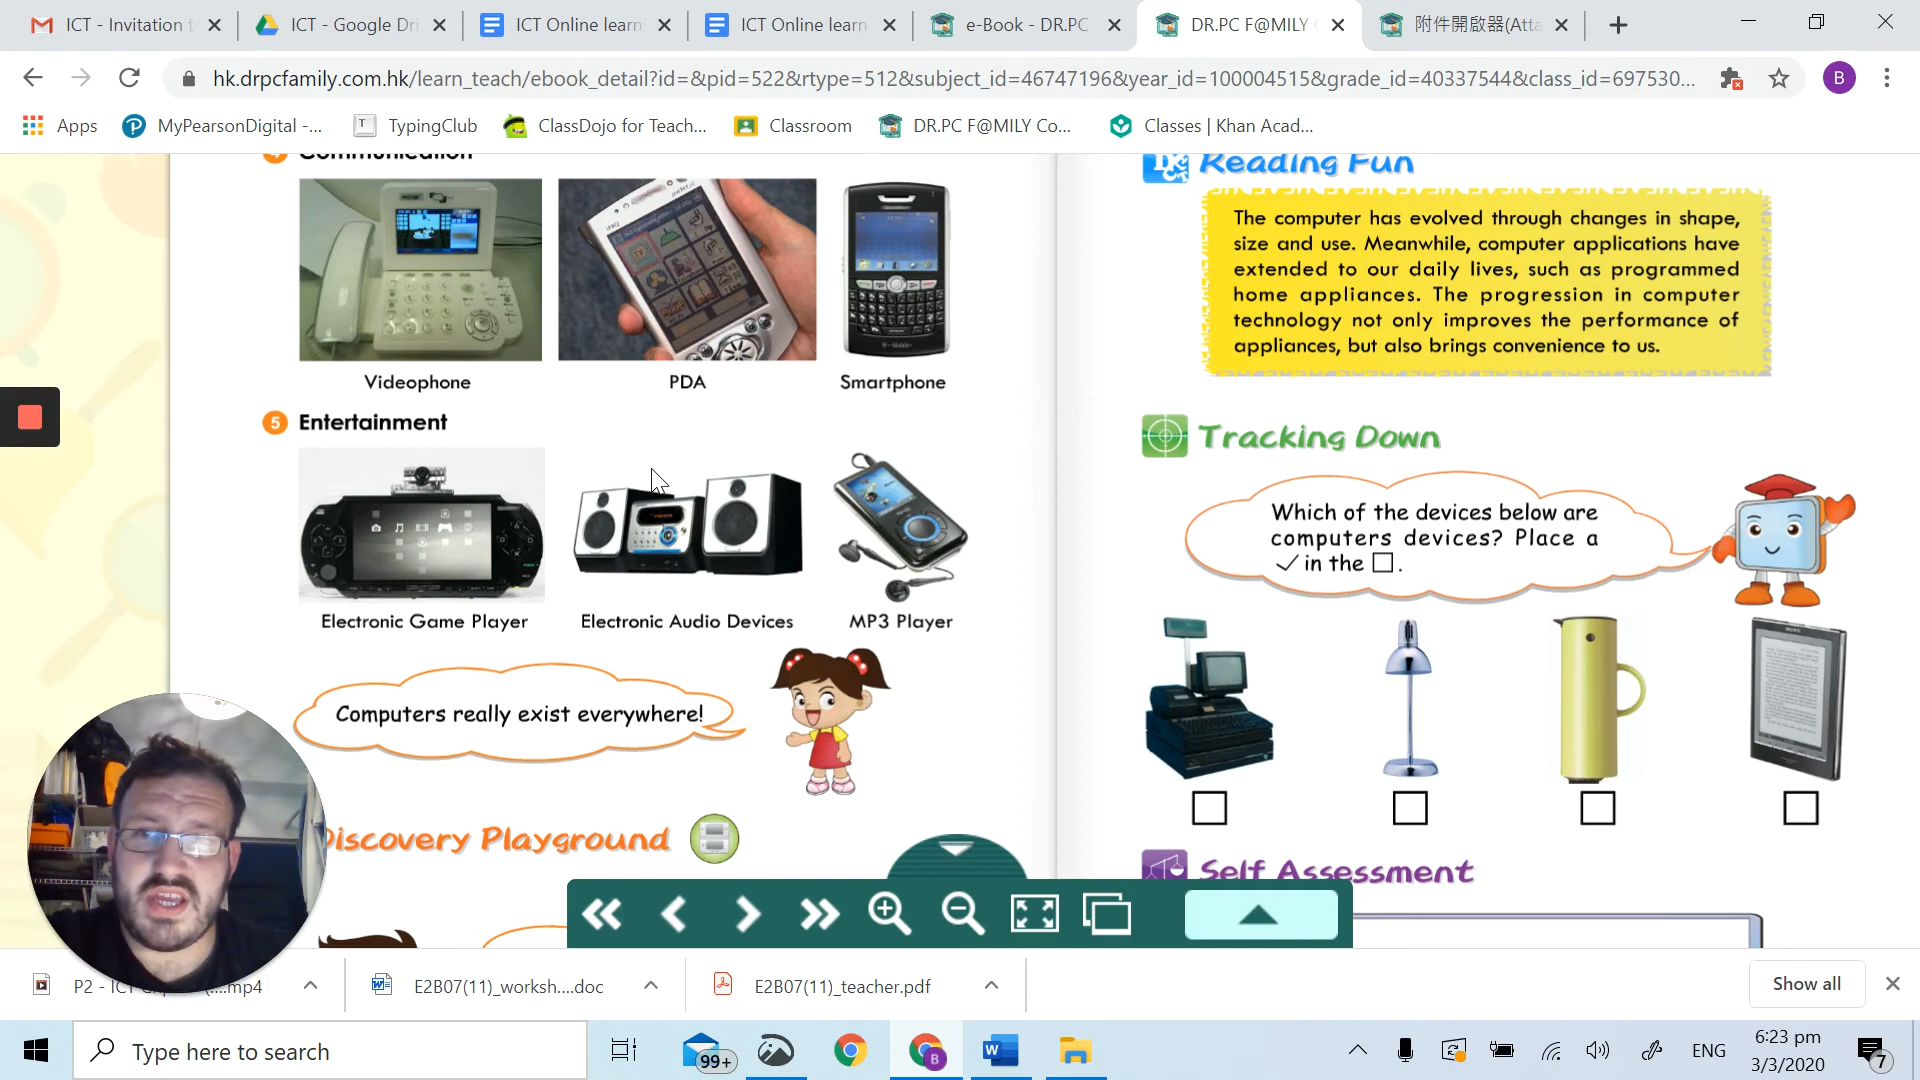 ICT - Invitation t
ICT - Google Dri
ICT Online learn
ICT Online learn
e-Book - DR.PC
DR.PC F@MILY
附件開啟器(Atta
hk.drpcfamily.com.hk/learn_teach/ebook_detail?id=&pid=522&rtype=512&subject_id=46747196&year_id=100004515&grade_id=40337544&class_id=697530...
B
Apps
MyPearsonDigital -...
TypingClub
ClassDojo for Teach...
Classroom
DR.PC F@MILY Co...
Classes | Khan Acad...
Communication
Videophone
PDA
Smartphone
5 Entertainment
Electronic Game Player
Electronic Audio Devices
MP3 Player
Computers really exist everywhere!
Discovery Playground
Reading Fun
The computer has evolved through changes in shape,
size and use. Meanwhile, computer applications have
extended to our daily lives, such as programmed
home appliances. The progression in computer
technology not only improves the performance of
appliances, but also brings convenience to us.
Tracking Down
Which of the devices below are
computers devices? Place a
✓ in the □.
Self Assessment
P2 - ICT (....mp4
E2B07(11)_worksh....doc
E2B07(11)_teacher.pdf
Show all
Type here to search
99+
B
ENG
6:23 pm
3/3/2020
7